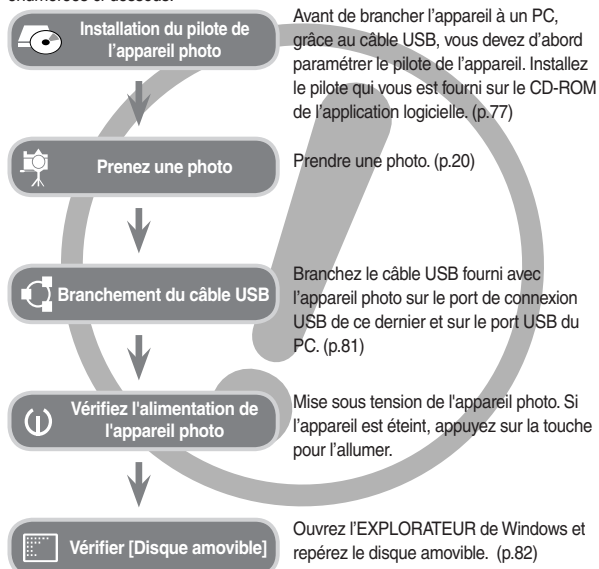 Installation du pilote de
l'appareil photo
Avant de brancher l’appareil à un PC,
grâce au câble USB, vous devez d’abord
paramétrer le pilote de l’appareil. Installez
le pilote qui vous est fourni sur le CD-ROM
de l’application logicielle. (p.77)
Prenez une photo
Prendre une photo. (p.20)
Branchement du câble USB
Branchez le câble USB fourni avec
l’appareil photo sur le port de connexion
USB de ce dernier et sur le port USB du
PC. (p.81)
Vérifiez l'alimentation de
l'appareil photo
Mise sous tension de l'appareil photo. Si
l’appareil est éteint, appuyez sur la touche
pour l’allumer.
Vérifier [Disque amovible]
Ouvrez l’EXPLORATEUR de Windows et
repérez le disque amovible. (p.82)